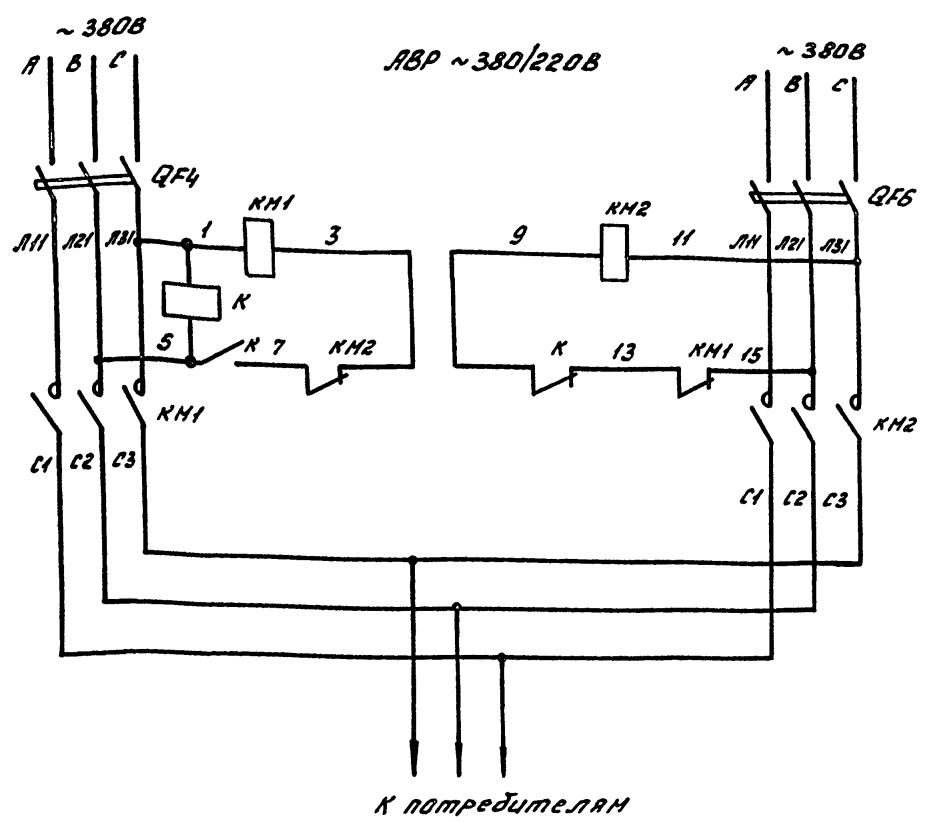 ~ 380В
А В С
АВР ~380/220В
~ 380В
А В С
QF4
QF6
Л11 Л21 Л31
1
КМ1
3
9
КМ2
11
Л11 Л21 Л31
К
5
К
7
КМ2
К
13
КМ1
15
КМ1
КМ2
С1 С2 С3
С1 С2 С3
К потребителям